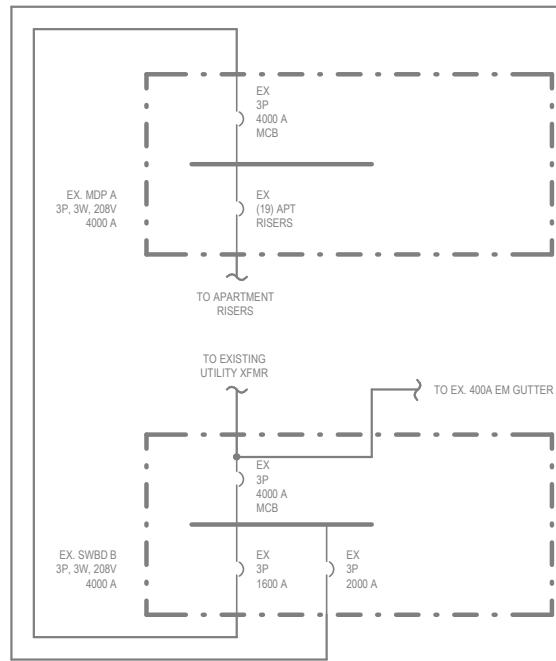 EX
3P
4000 A
MCB
EX. MDP A
3P, 3W, 208V
4000 A
EX
(19) APT
RISERS
TO APARTMENT
RISERS
TO EXISTING
UTILITY XFMR
TO EX. 400A EM GUTTER
EX
3P
4000 A
MCB
EX. SWBD B
3P, 3W, 208V
4000 A
EX
3P
1600 A
EX
3P
2000 A